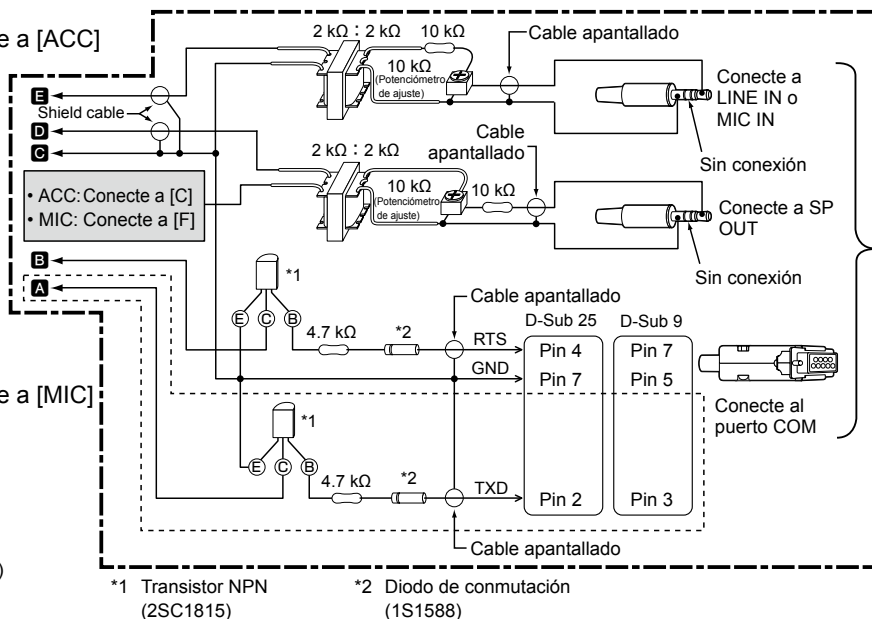 e a [ACC]
2 kΩ : 2 kΩ
10 kΩ
Cable apantallado
10 kΩ
(Potenciómetro
de ajuste)
Conecte a
LINE IN o
MIC IN
Sin conexión
E
Shield cable
D
C
2 kΩ : 2 kΩ
Cable
apantallado
10 kΩ
(Potenciómetro
de ajuste)
10 kΩ
Conecte a SP
OUT
Sin conexión
• ACC: Conecte a [C]
• MIC: Conecte a [F]
B
A
*1
E C B
4.7 kΩ
*2
Cable apantallado
RTS
GND
D-Sub 25
D-Sub 9
Pin 4
Pin 7
Pin 7
Pin 5
Conecte al
puerto COM
e a [MIC]
*1
E C B
4.7 kΩ
*2
TXD
Pin 2
Pin 3
Cable apantallado
)
*1 Transistor NPN
(2SC1815)
*2 Diodo de conmutación
(1S1588)